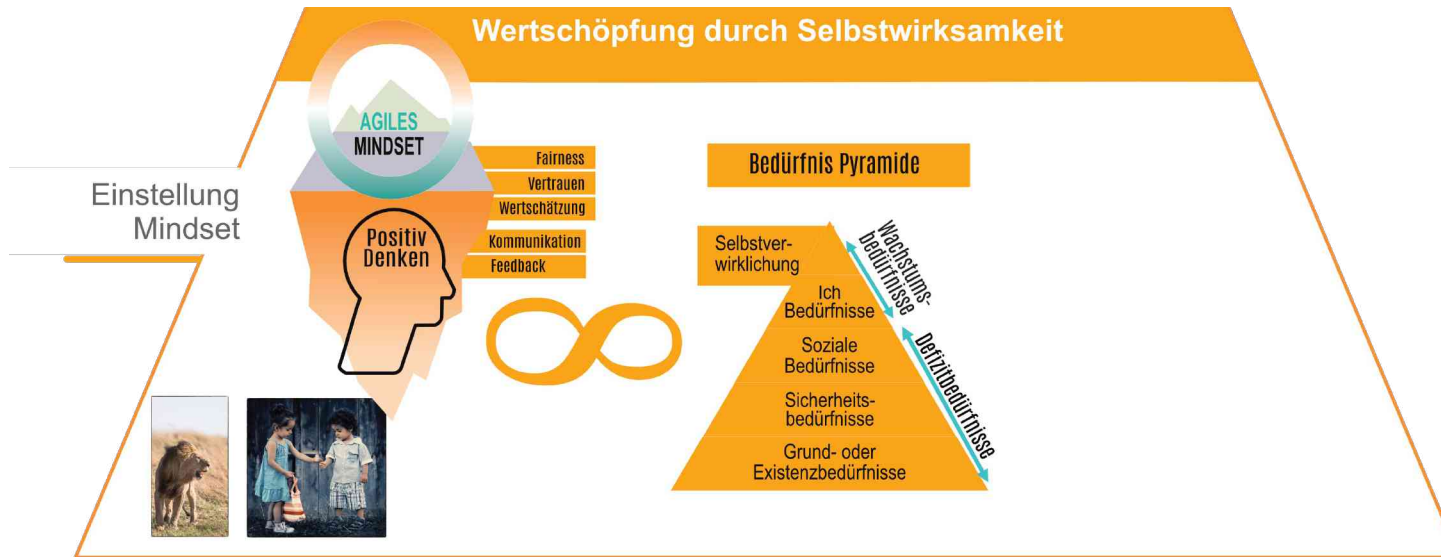 Wertschöpfung durch Selbstwirksamkeit
AGILES
MINDSET
Einstellung
Mindset
Fairness
Vertrauen
Wertschätzung
Kommunikation
Feedback
Positiv
Denken
Bedürfnis Pyramide
Selbstver-
wirklichung
Ich
Bedürfnisse
Soziale
Bedürfnisse
Sicherheits-
bedürfnisse
Grund- oder
Existenzbedürfnisse
Wachstums-
bedürfnisse
Defizitbedürfnisse